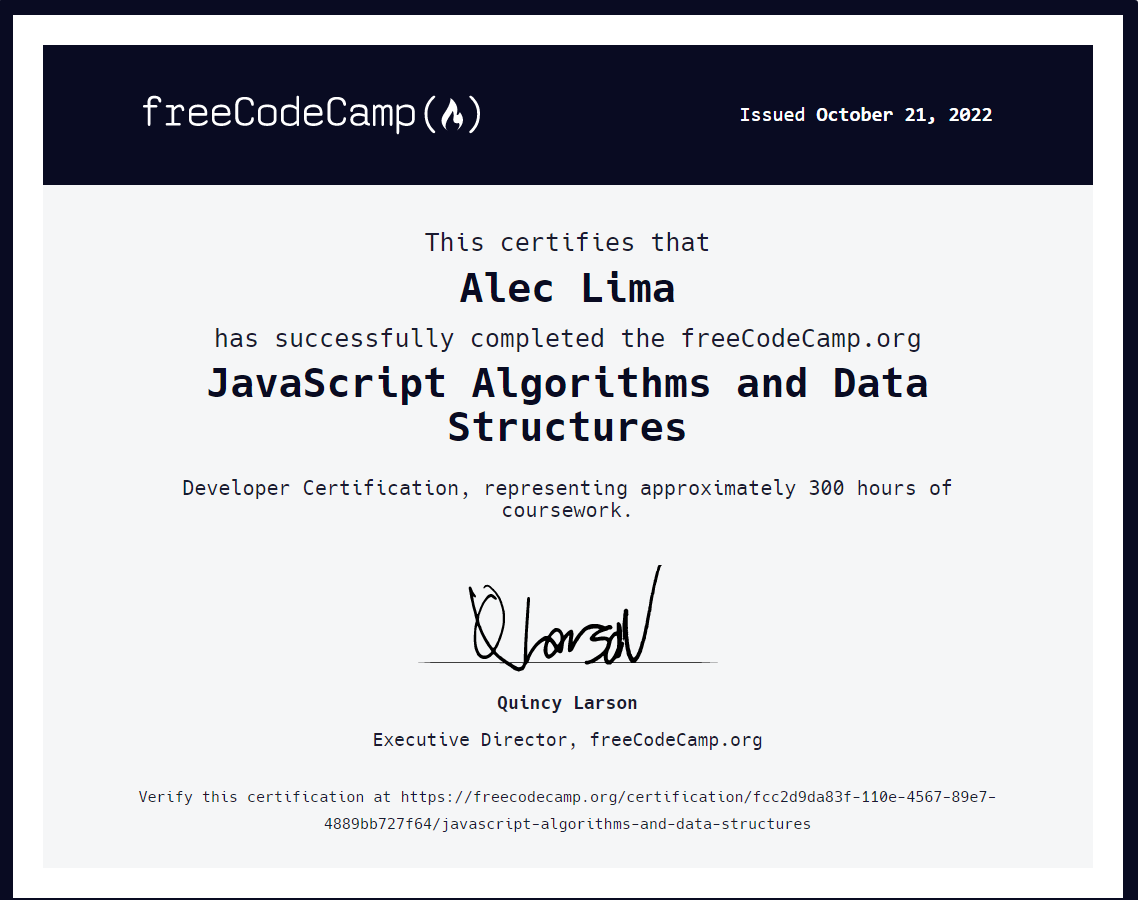 freeCodeCamp(🔥)
Issued October 21, 2022
This certifies that
Alec Lima
has successfully completed the freeCodeCamp.org
JavaScript Algorithms and Data
Structures
Developer Certification, representing approximately 300 hours of
coursework.
Q Larson
Quincy Larson
Executive Director, freeCodeCamp.org
Verify this certification at https://freecodecamp.org/certification/fcc2d9da83f-110e-4567-89e7-
4889bb727f64/javascript-algorithms-and-data-structures